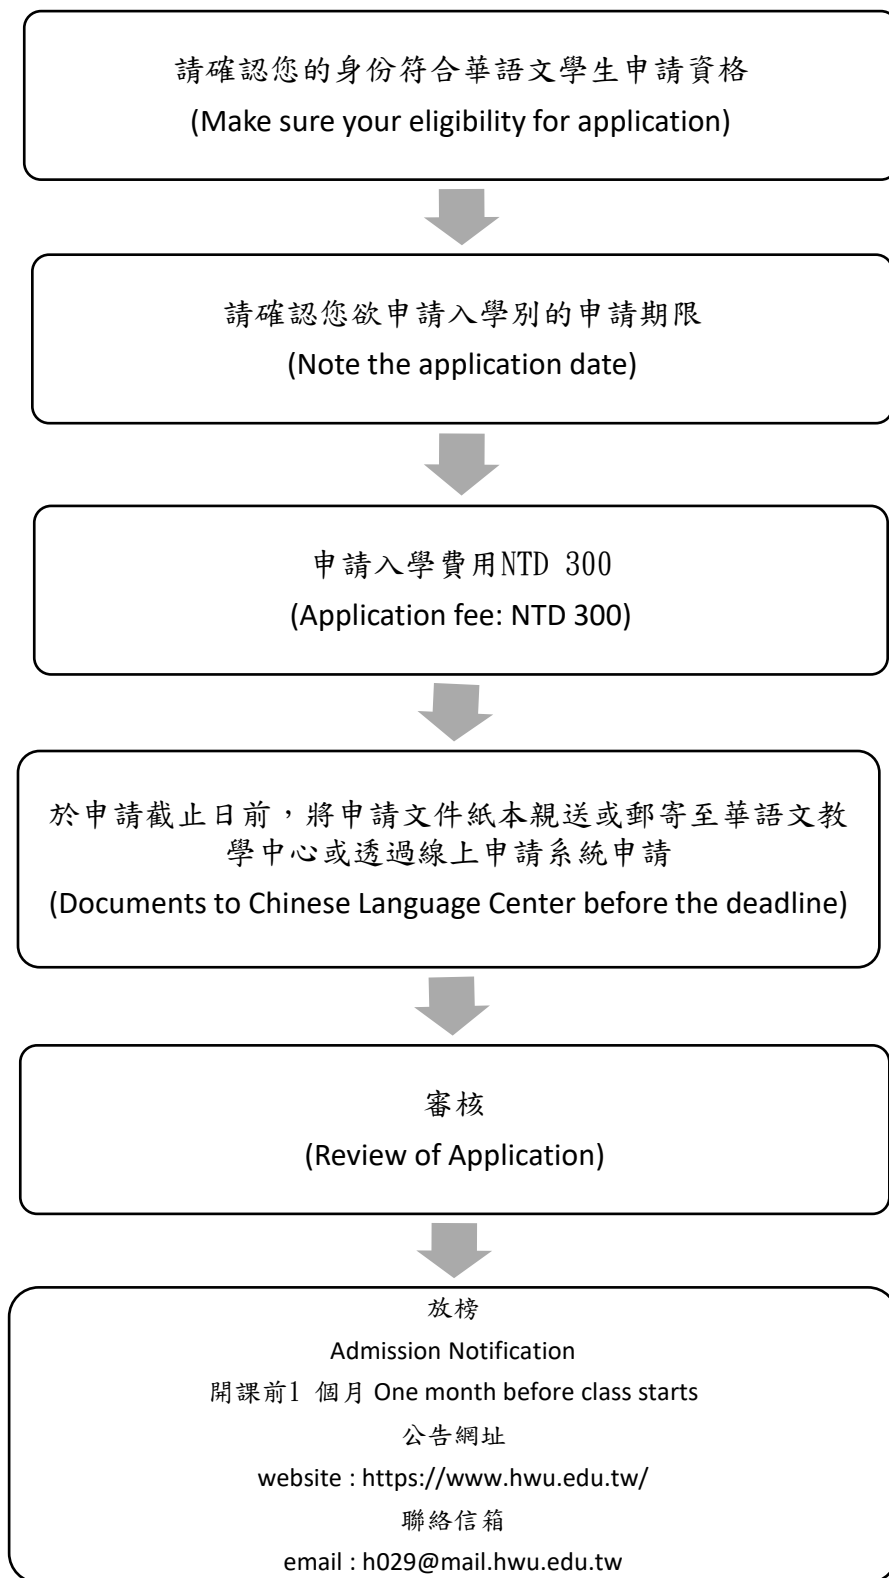 請確認您的身份符合華語文學生申請資格
(Make sure your eligibility for application)
請確認您欲申請入學別的申請期限
(Note the application date)
申請入學費用NTD 300
(Application fee: NTD 300)
於申請截止日前，將申請文件紙本親送或郵寄至華語文教
學中心或透過線上申請系統申請
(Documents to Chinese Language Center before the deadline)
審核
(Review of Application)
放榜
Admission Notification
開課前1 個月 One month before class starts
公告網址
website : https://www.hwu.edu.tw/
聯絡信箱
email : h029@mail.hwu.edu.tw